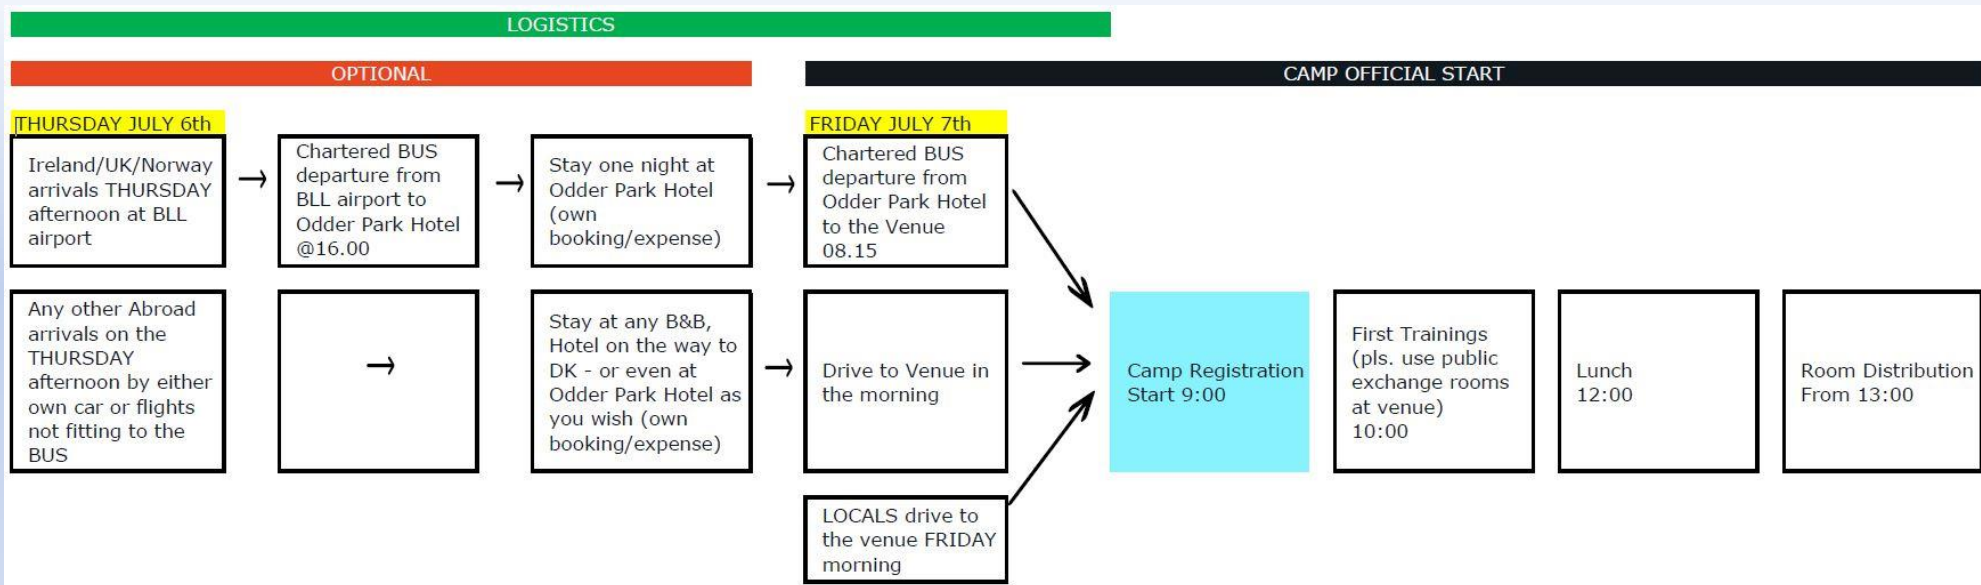 LOGISTICS
OPTIONAL
CAMP OFFICIAL START
THURSDAY JULY 6th
Ireland/UK/Norway
arrivals THURSDAY
afternoon at BLL
airport
Chartered BUS
departure from
BLL airport to
Odder Park Hotel
@16.00
Stay one night at
Odder Park Hotel
(own
booking/expense)
FRIDAY JULY 7th
Chartered BUS
departure from
Odder Park Hotel
to the Venue
08.15
Any other Abroad
arrivals on the
THURSDAY
afternoon by either
own car or flights
not fitting to the
BUS
Stay at any B&B,
Hotel on the way to
DK - or even at
Odder Park Hotel as
you wish (own
booking/expense)
Drive to Venue in
the morning
LOCALS drive to
the venue FRIDAY
morning
Camp Registration
Start 9:00
First Trainings
(pls. use public
exchange rooms
at venue)
10:00
Lunch
12:00
Room Distribution
From 13:00